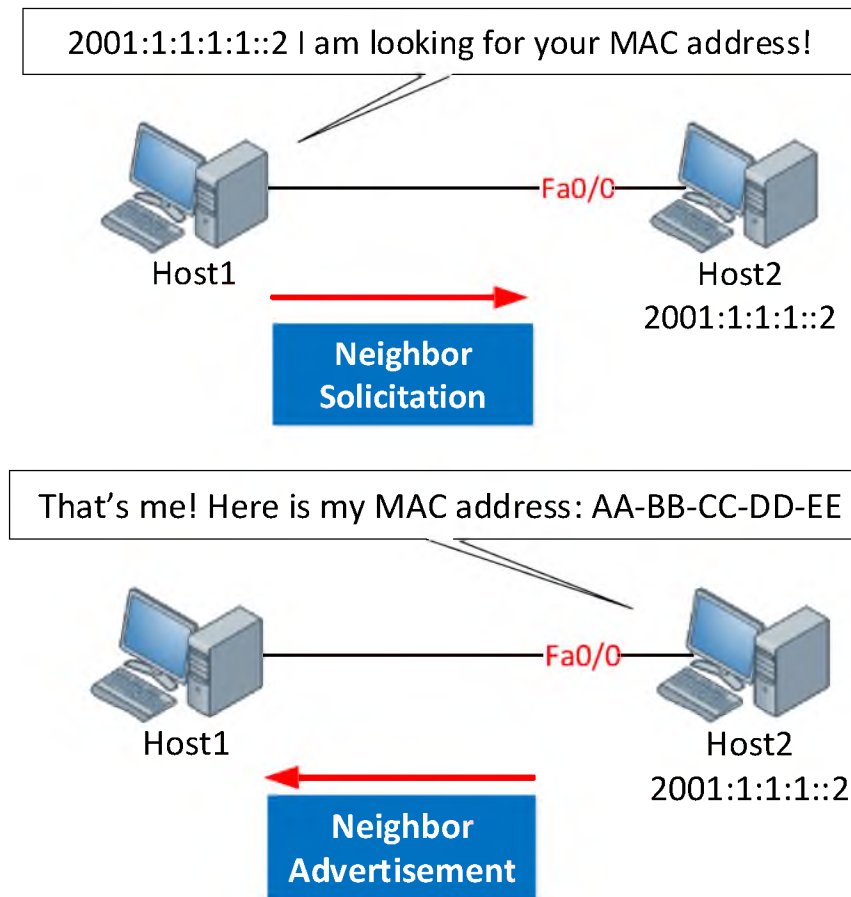 2001:1:1:1:1::2 I am looking for your MAC address!
Fa0/0
Host1
Host2
2001:1:1:1::2
Neighbor
Solicitation
That's me! Here is my MAC address: AA-BB-CC-DD-EE
Fa0/0
Host1
Host2
2001:1:1:1::2
Neighbor
Advertisement